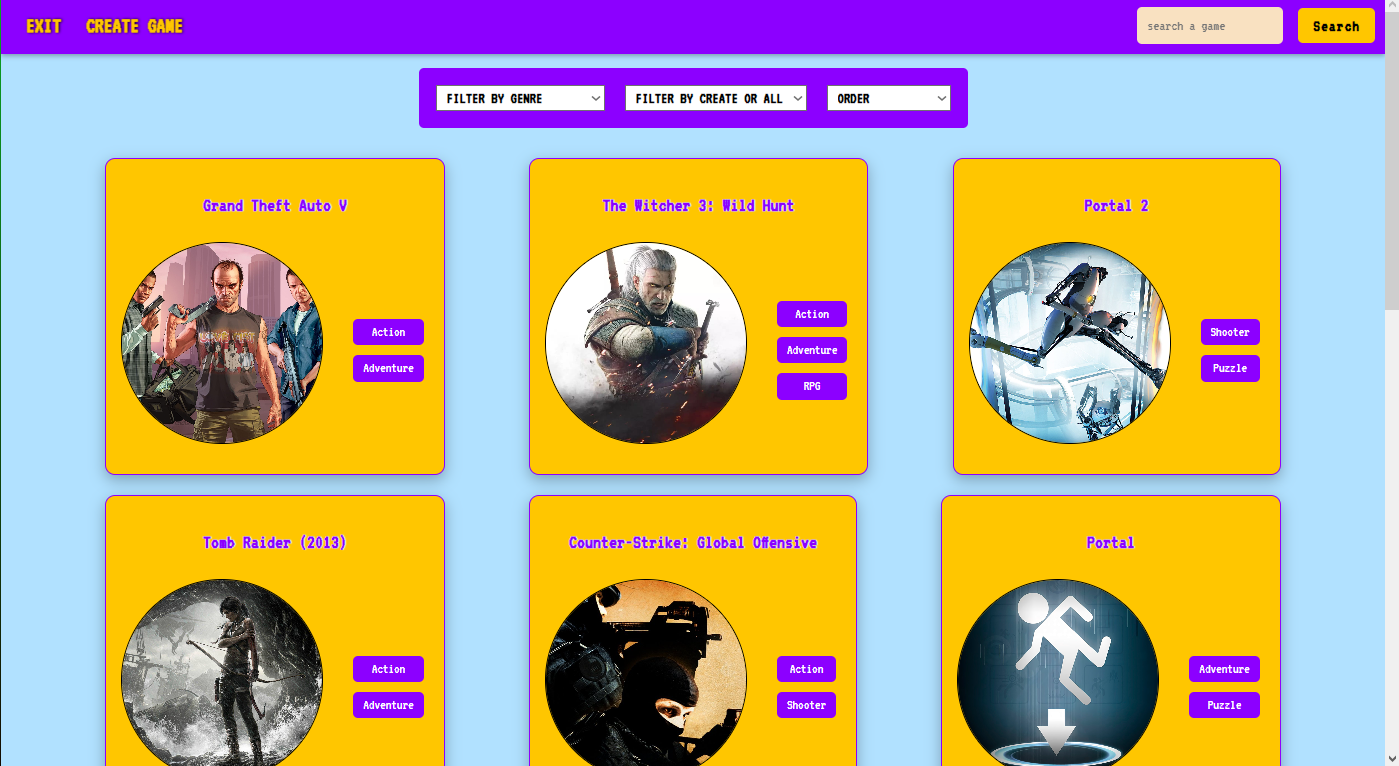 EXIT CREATE GAME search a game Search
FILTER BY GENRE FILTER BY CREATE OR ALL ORDER
Grand Theft Auto V
Action
Adventure
The Witcher 3: Wild Hunt
Action
Adventure
RPG
Portal 2
Shooter
Puzzle
Tomb Raider (2013)
Action
Adventure
Counter-Strike: Global Offensive
Action
Shooter
Portal
Adventure
Puzzle